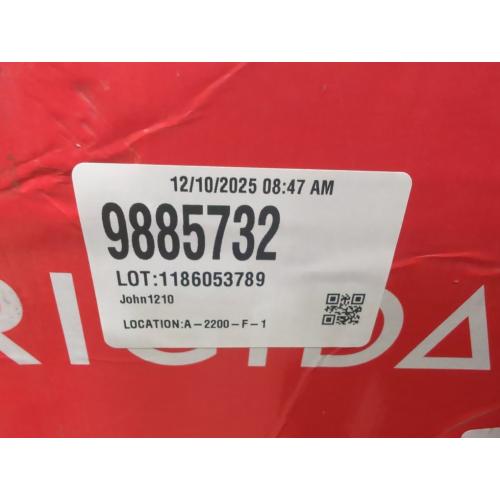 12/10/2025 08:47 AM
9885732
LOT:1186053789
John1210
LOCATION:A-2200-F-1
RIGIDA